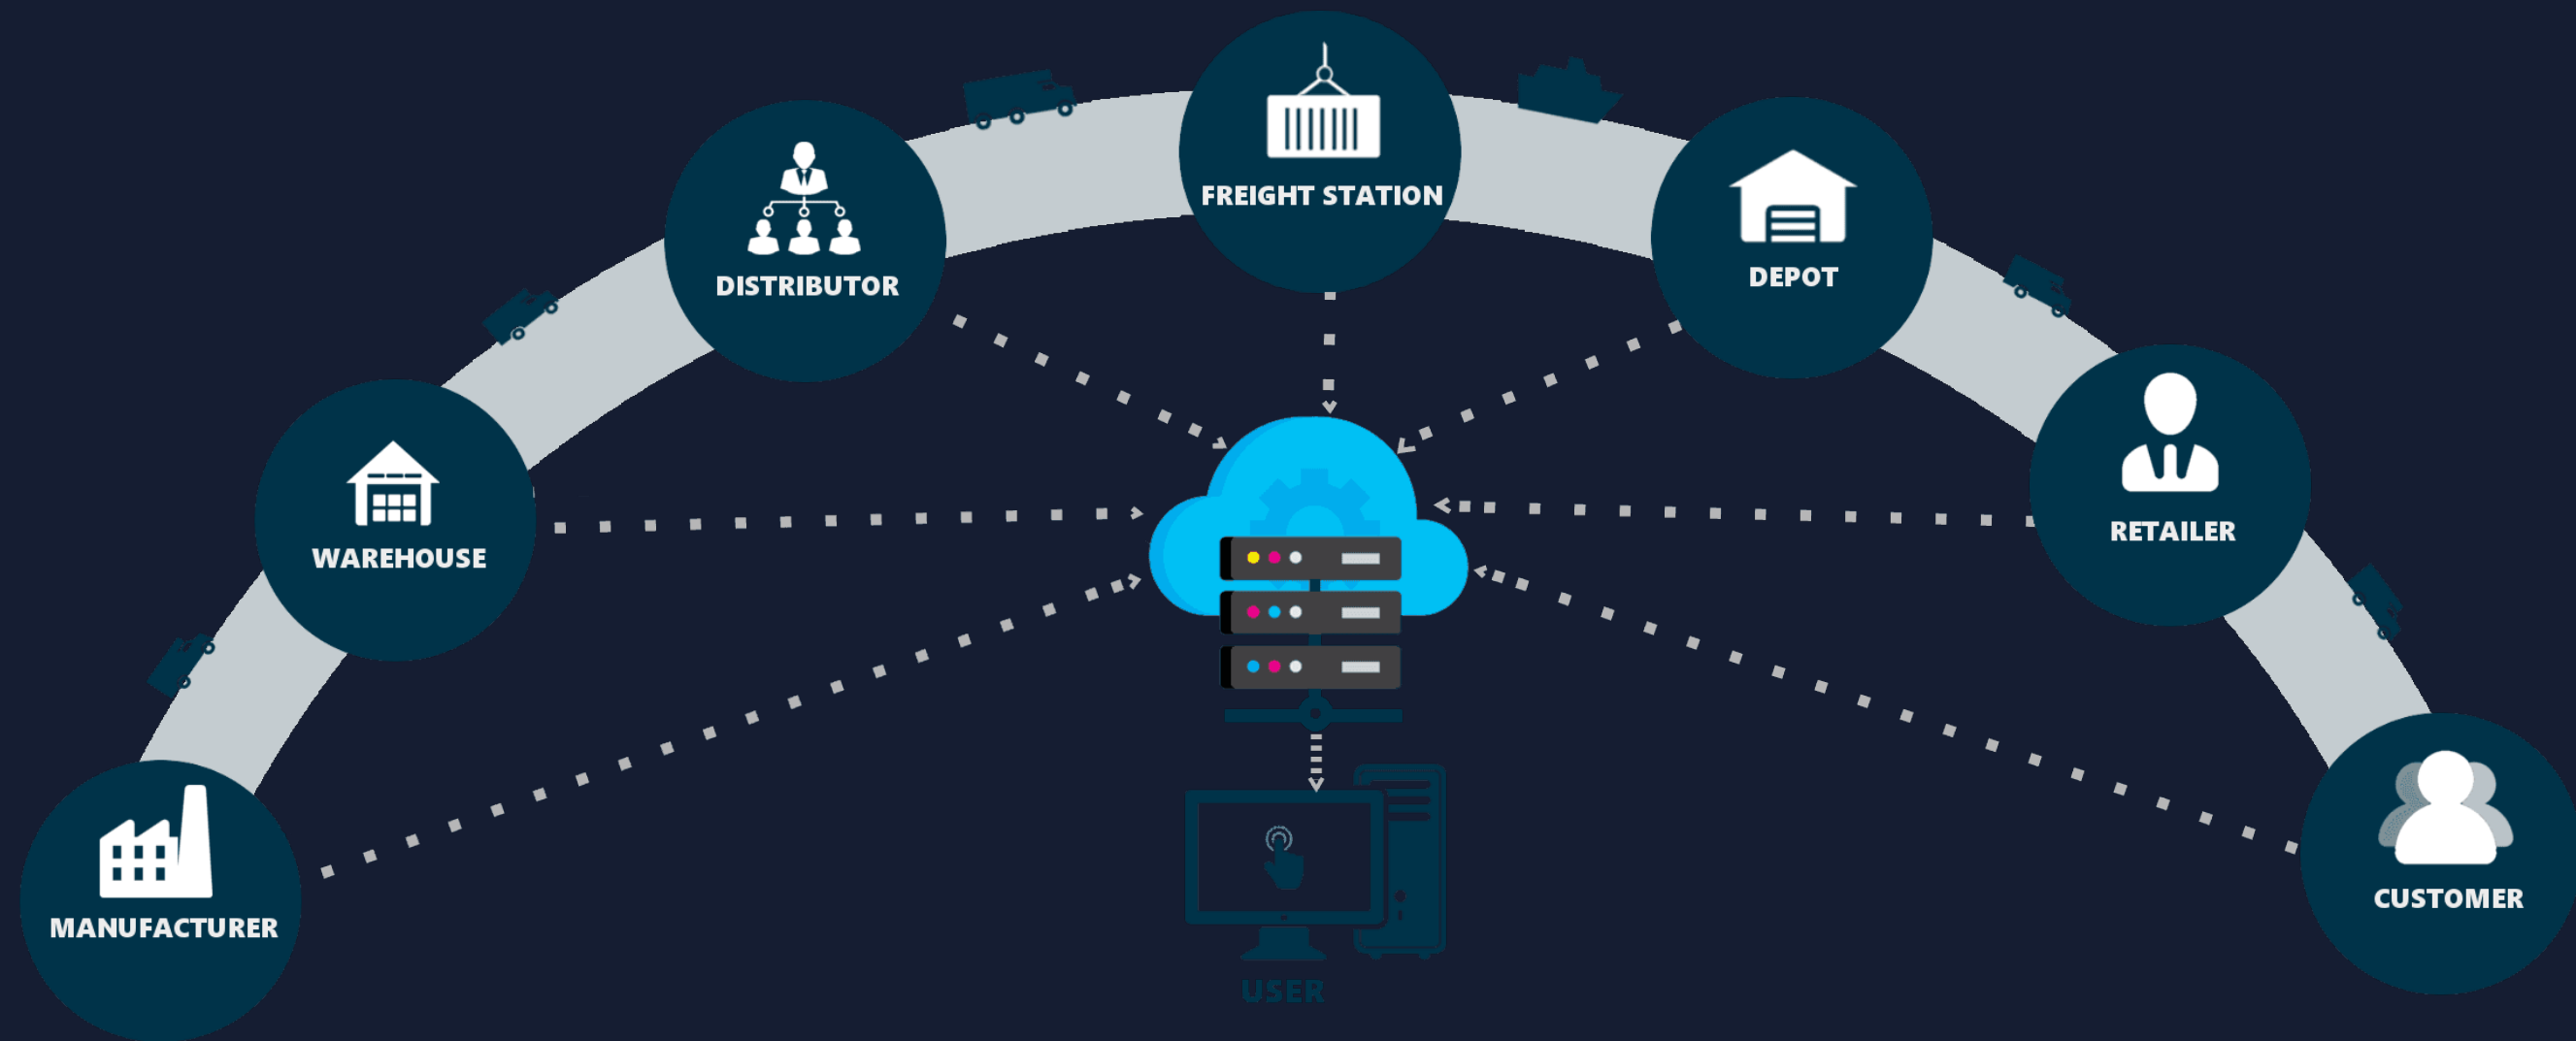 FREIGHT STATION
DISTRIBUTOR
DEPOT
WAREHOUSE
RETAILER
MANUFACTURER
CUSTOMER
USER